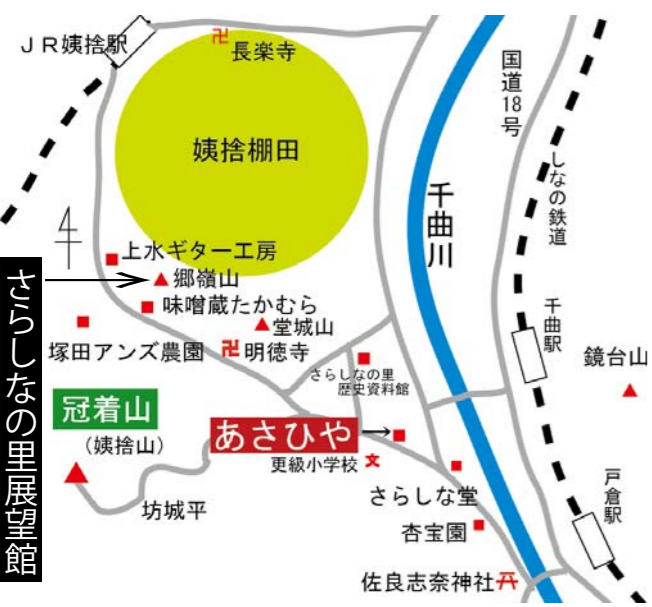 JR姨捨駅
卍
長楽寺
国道18号
姨捨棚田
しなの鉄道
千曲川
上水ギター工房
郷嶺山
味噌蔵たかむら
堂城山
塚田アンズ農園
卍明徳寺
千曲駅
鏡台山
さらしなの里
歴史資料館
さらしなの里展望館
冠着山
(姨捨山)
あさひや
更級小学校 文
坊城平
さらしな堂
戸倉駅
杏宝園
佐良志奈神社